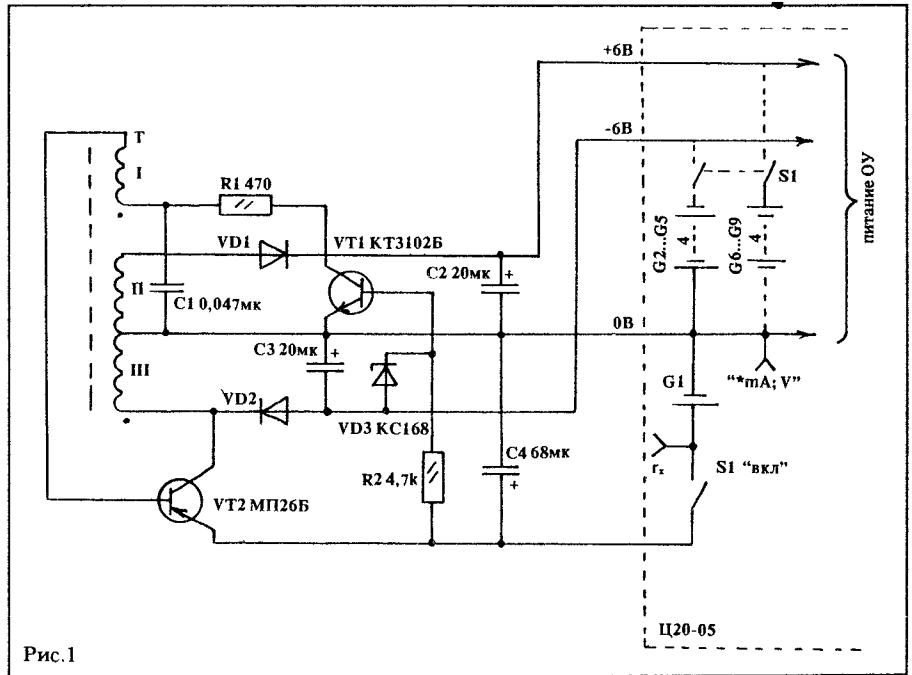 +6В
-6В
Т
I
R1 470
S1
VD1
VT1 КТ3102Б
G2...G5
4
G6...G9
4
питание ОУ
II
C1 0,047мк
C2 20мк
+
0В
III
C3 20мк
+
G1
“*mA; V”
VD2
VD3 КС168
C4 68мк
+
rₓ
S1 “вкл”
R2 4,7k
VT2 МП26Б
Ц20-05
Рис.1